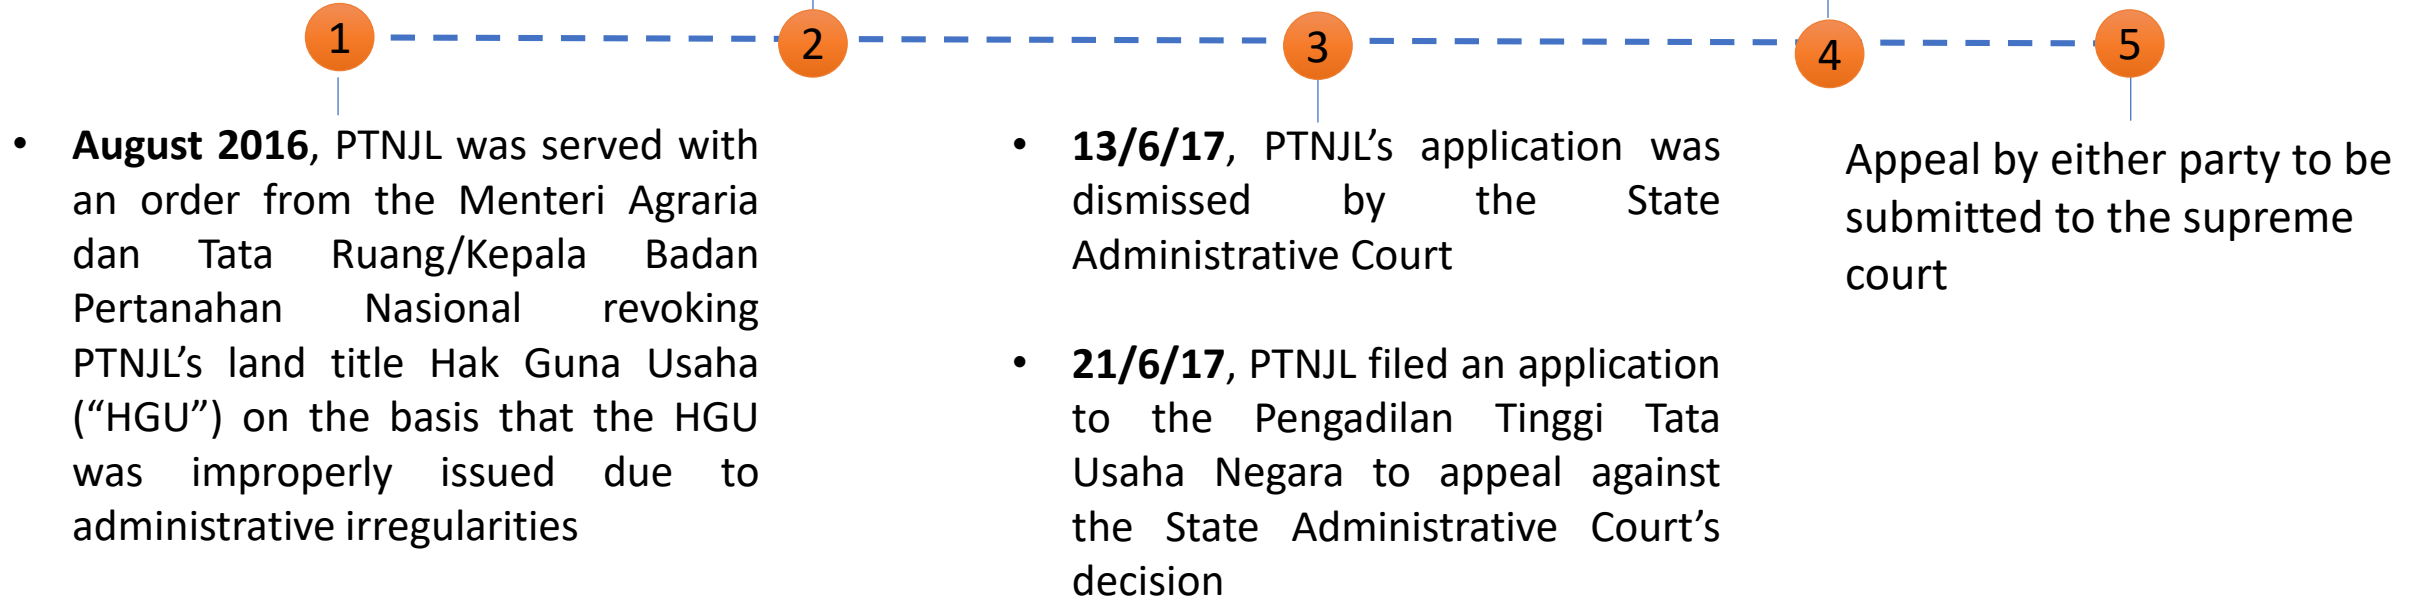 1
2
3
4
5
• August 2016, PTNJL was served with
an order from the Menteri Agraria
dan Tata Ruang/Kepala Badan
Pertanahan Nasional revoking
PTNJL’s land title Hak Guna Usaha
(“HGU”) on the basis that the HGU
was improperly issued due to
administrative irregularities
• 13/6/17, PTNJL’s application was
dismissed by the State
Administrative Court
• 21/6/17, PTNJL filed an application
to the Pengadilan Tinggi Tata
Usaha Negara to appeal against
the State Administrative Court’s
decision
Appeal by either party to be
submitted to the supreme
court